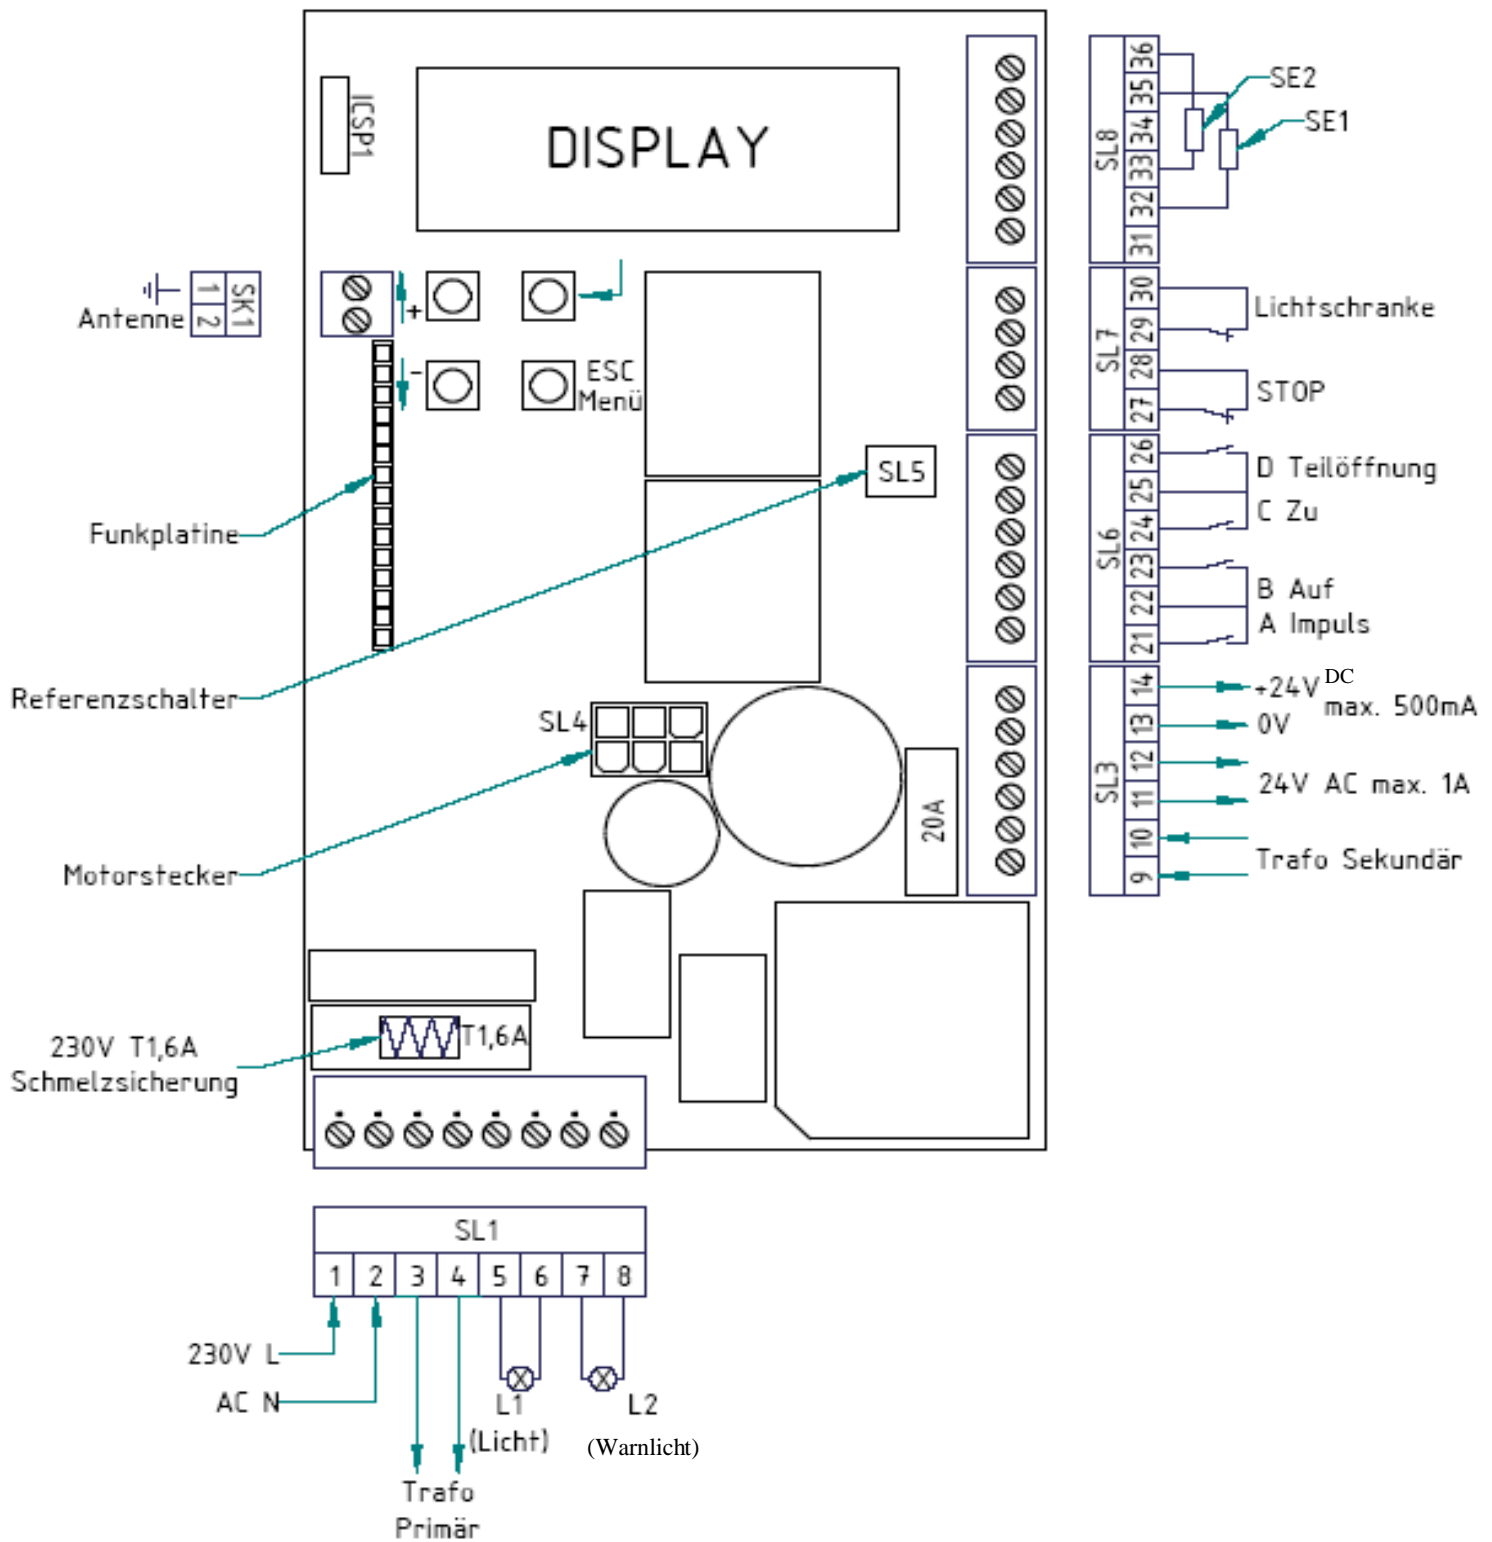 ICSP1
DISPLAY
SL8
36
35
34
33
32
31
SE2
SE1
Antenne
1
2
SK1
+
-
ESC
Menü
SL7
30
29
28
27
Lichtschranke
STOP
SL5
SL6
26
25
24
23
22
21
D Teilöffnung
C Zu
B Auf
A Impuls
Funkplatine
Referenzschalter
SL4
Motorstecker
20A
SL3
14
13
12
11
10
9
+24V DC
max. 500mA
0V
24V AC max. 1A
Trafo Sekundär
T1,6A
230V T1,6A
Schmelzsicherung
SL1
1 2 3 4 5 6 7 8
230V L
AC N
L1
(Licht)
L2
(Warnlicht)
Trafo
Primär